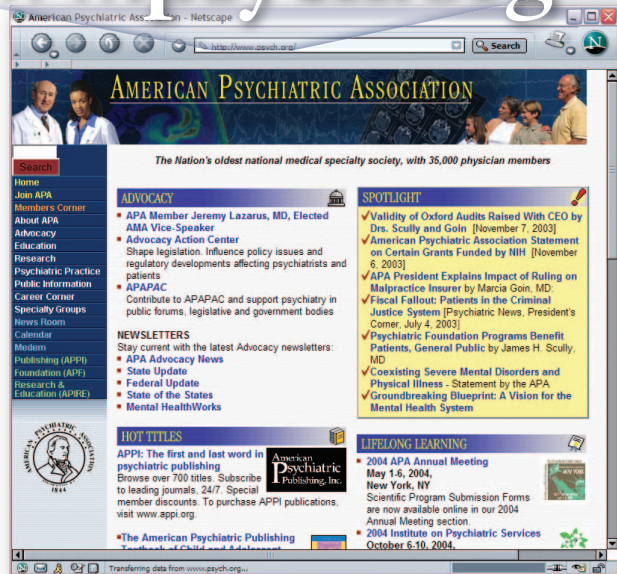 American Psychiatric Association - Netscape
http://www.psych.org/
Search
AMERICAN PSYCHIATRIC ASSOCIATION
The Nation's oldest national medical specialty society, with 35,000 physician members
Search
Home
Join APA
Members Corner
About APA
Advocacy
Education
Research
Psychiatric Practice
Public Information
Career Corner
Specialty Groups
News Room
Calendar
Medem
Publishing (APPI)
Foundation (APF)
Research &
Education (APIRE)
AMERICAN PSYCHIATRIC ASSOCIATION
1844
ADVOCACY
APA Member Jeremy Lazarus, MD, Elected
AMA Vice-Speaker
Advocacy Action Center
Shape legislation. Influence policy issues and
regulatory developments affecting psychiatrists and
patients
APAPAC
Contribute to APAPAC and support psychiatry in
public forums, legislative and government bodies
NEWSLETTERS
Stay current with the latest Advocacy newsletters:
APA Advocacy News
State Update
Federal Update
State of the States
Mental HealthWorks
HOT TITLES
APPI: The first and last word in
psychiatric publishing
Browse over 700 titles. Subscribe
to leading journals, 24/7. Special
member discounts. To purchase APPI publications,
visit www.appi.org.
American
Psychiatric
Publishing, Inc.
The American Psychiatric Publishing
Textbook of Child and Adolescent
SPOTLIGHT
Validity of Oxford Audits Raised With CEO by
Drs. Scully and Goin [November 7, 2003]
American Psychiatric Association Statement
on Certain Grants Funded by NIH [November
6, 2003]
APA President Explains Impact of Ruling on
Malpractice Insurer by Marcia Goin, MD:
Fiscal Fallout: Patients in the Criminal
Justice System [Psychiatric News, President's
Corner, July 4, 2003]
Psychiatric Foundation Programs Benefit
Patients, General Public by James H. Scully,
MD
Coexisting Severe Mental Disorders and
Physical Illness - Statement by the APA
Groundbreaking Blueprint: A Vision for the
Mental Health System
LIFELONG LEARNING
2004 APA Annual Meeting
May 1-6, 2004,
New York, NY
Scientific Program Submission Forms
are now available online in our 2004
Annual Meeting section.
2004 Institute on Psychiatric Services
October 6-10, 2004,
NEW YORK
Transferring data from www.psych.org...